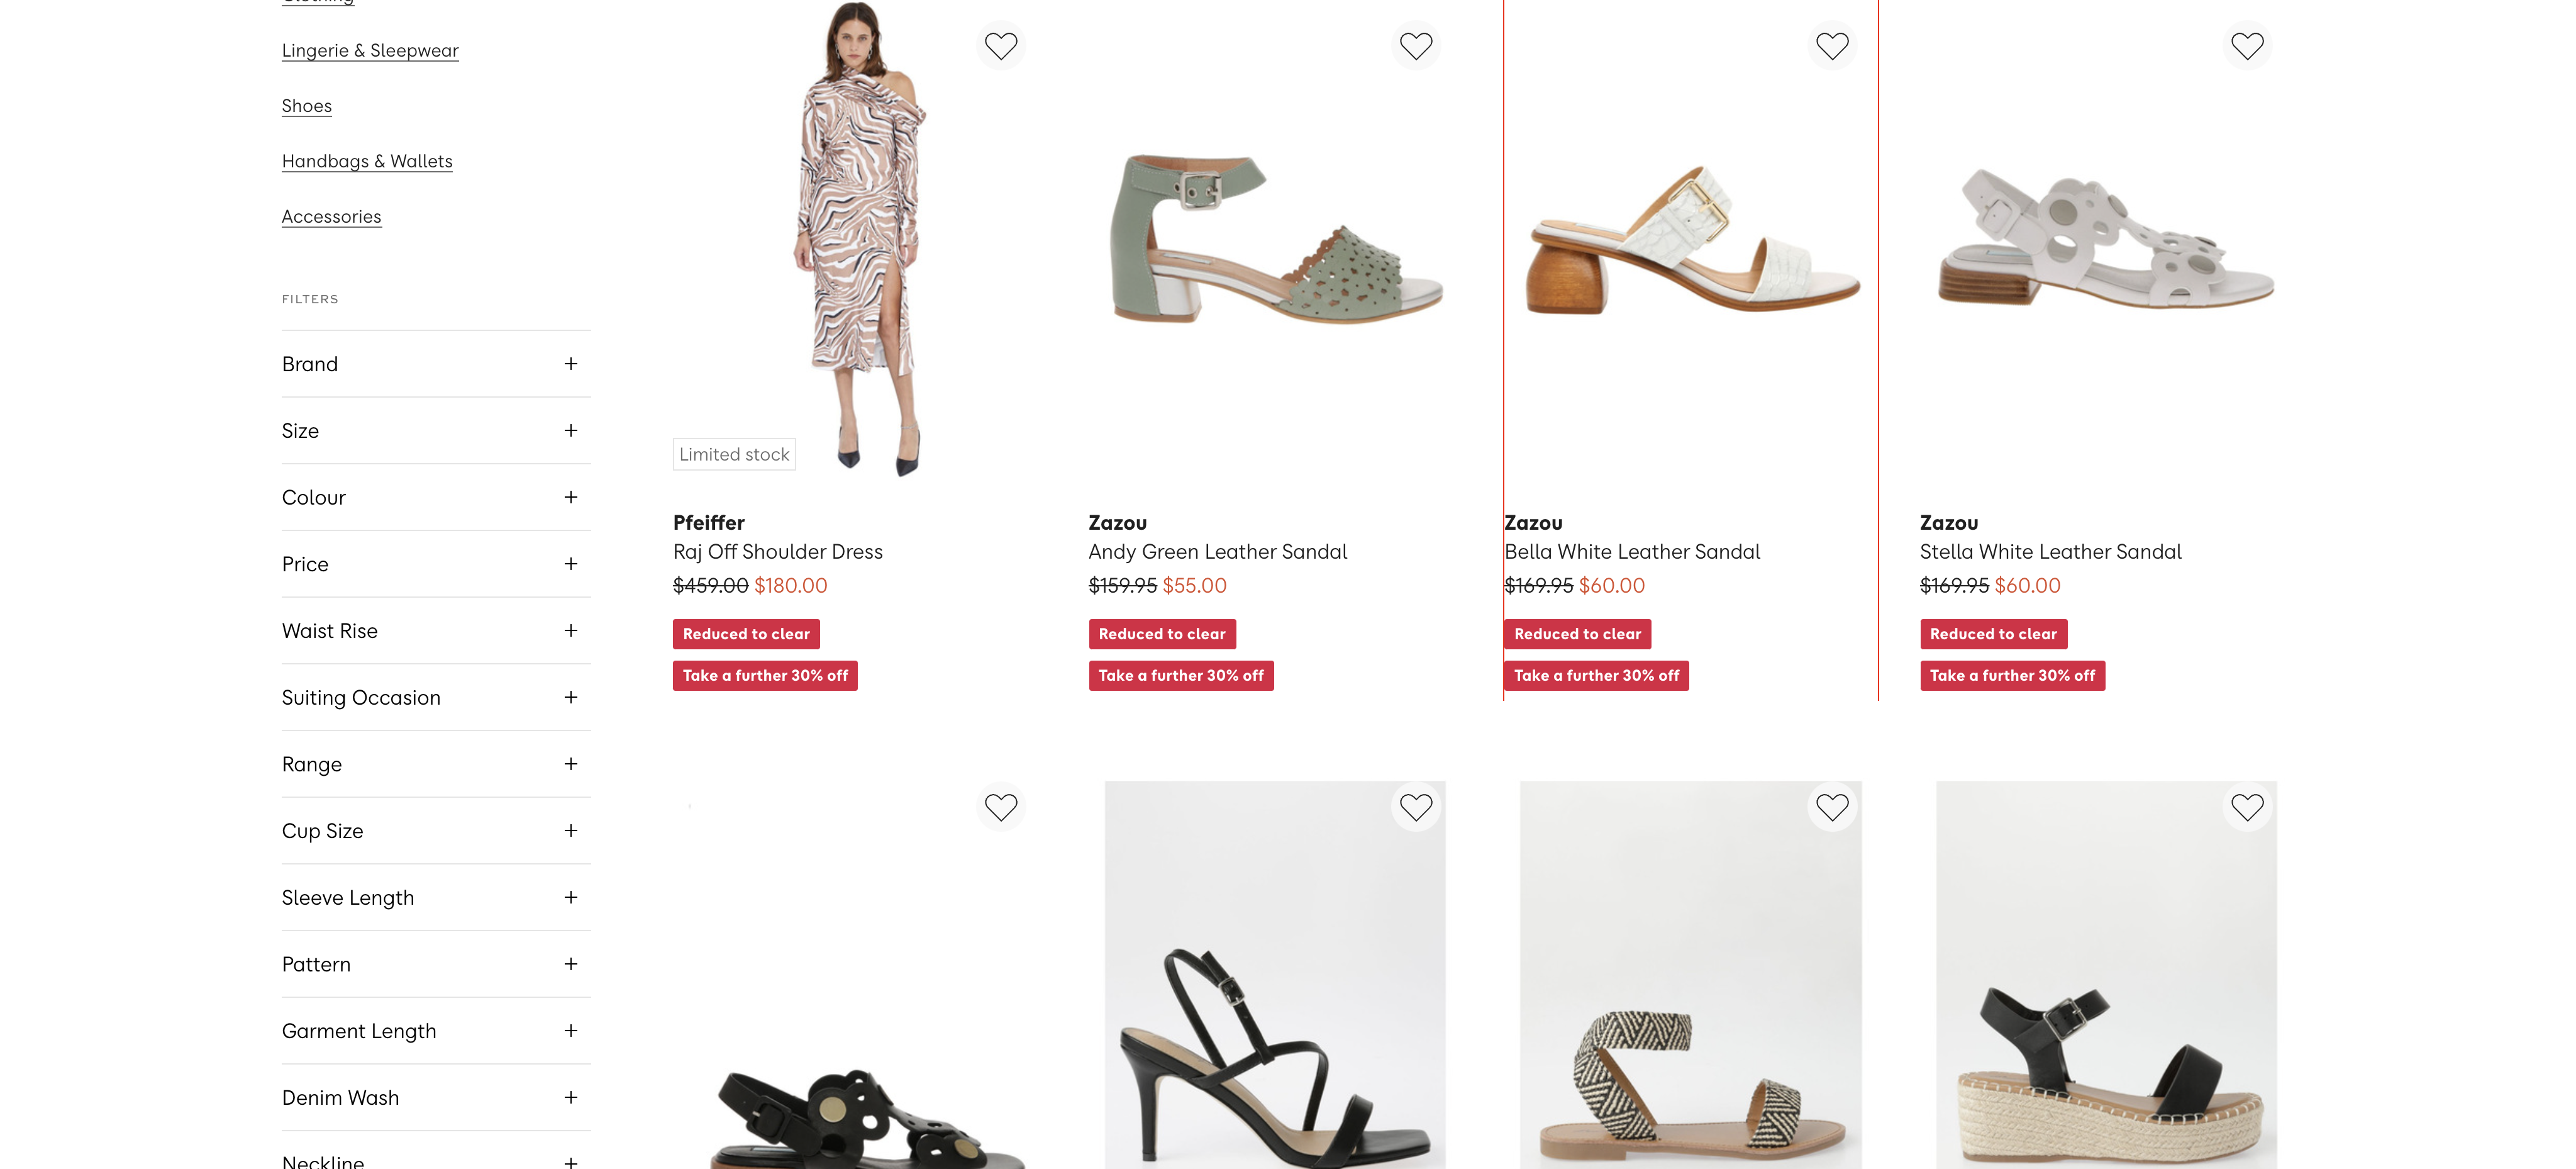 Clothing
Lingerie & Sleepwear
Shoes
Handbags & Wallets
Accessories
FILTERS
Brand
Size
Colour
Price
Waist Rise
Suiting Occasion
Range
Cup Size
Sleeve Length
Pattern
Garment Length
Denim Wash
Neckline
Limited stock
Pfeiffer
Raj Off Shoulder Dress
$459.00 $180.00
Reduced to clear
Take a further 30% off
Zazou
Andy Green Leather Sandal
$159.95 $55.00
Reduced to clear
Take a further 30% off
Zazou
Bella White Leather Sandal
$169.95 $60.00
Reduced to clear
Take a further 30% off
Zazou
Stella White Leather Sandal
$169.95 $60.00
Reduced to clear
Take a further 30% off